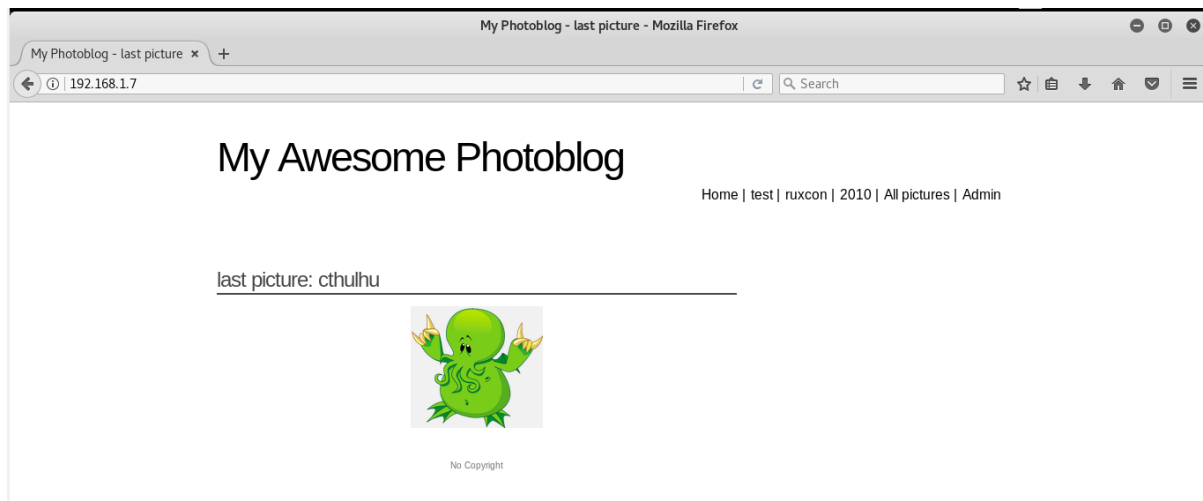 My Photoblog - last picture - Mozilla Firefox
My Photoblog - last picture
192.168.1.7
Search
My Awesome Photoblog
Home | test | ruxcon | 2010 | All pictures | Admin
last picture: cthulhu
No Copyright